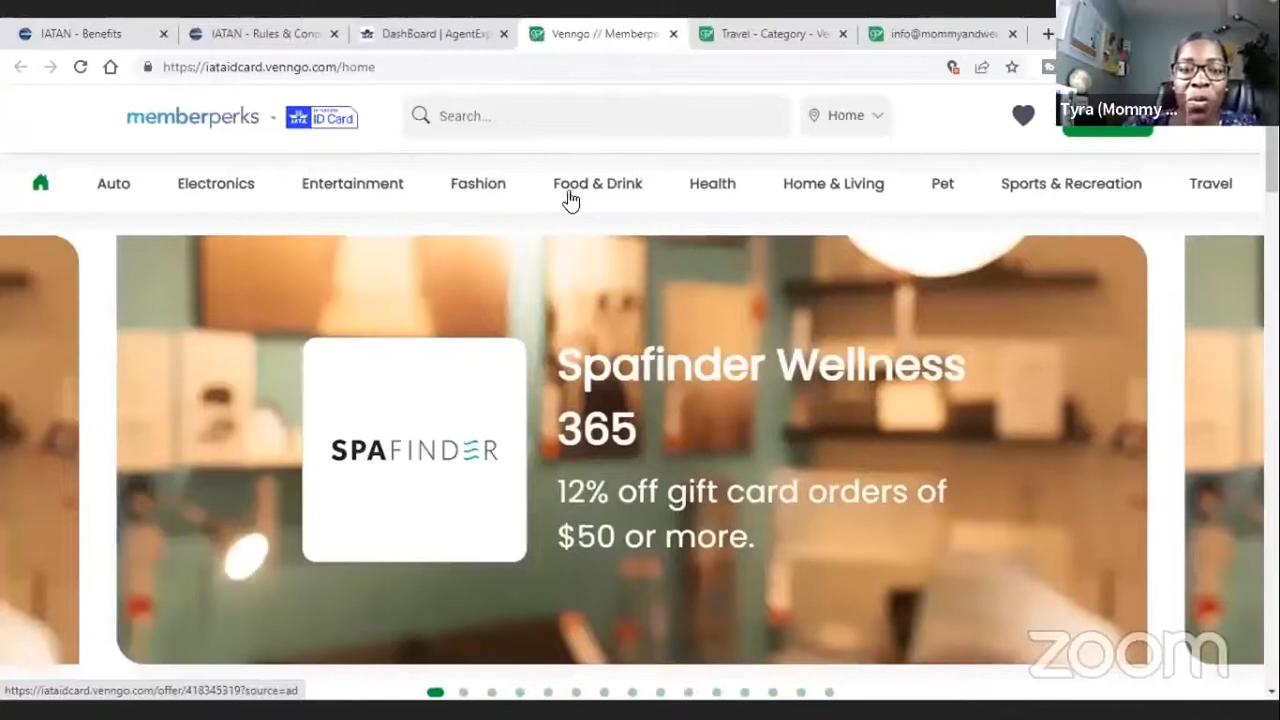 IATAN - Benefits
IATAN - Rules & Con
DashBoard | AgentEx
Venngo // Memberp
Travel - Category - Ve
info@mommyandwe
https://iataidcard.venngo.com/home
memberperks
ID Card
Search...
Home
Tyra (Mommy ...
Auto
Electronics
Entertainment
Fashion
Food & Drink
Health
Home & Living
Pet
Sports & Recreation
Travel
SPAFINDER
Spafinder Wellness
365
12% off gift card orders of
$50 or more.
zoom
https://iataidcard.venngo.com/offer/418345319?source=ad